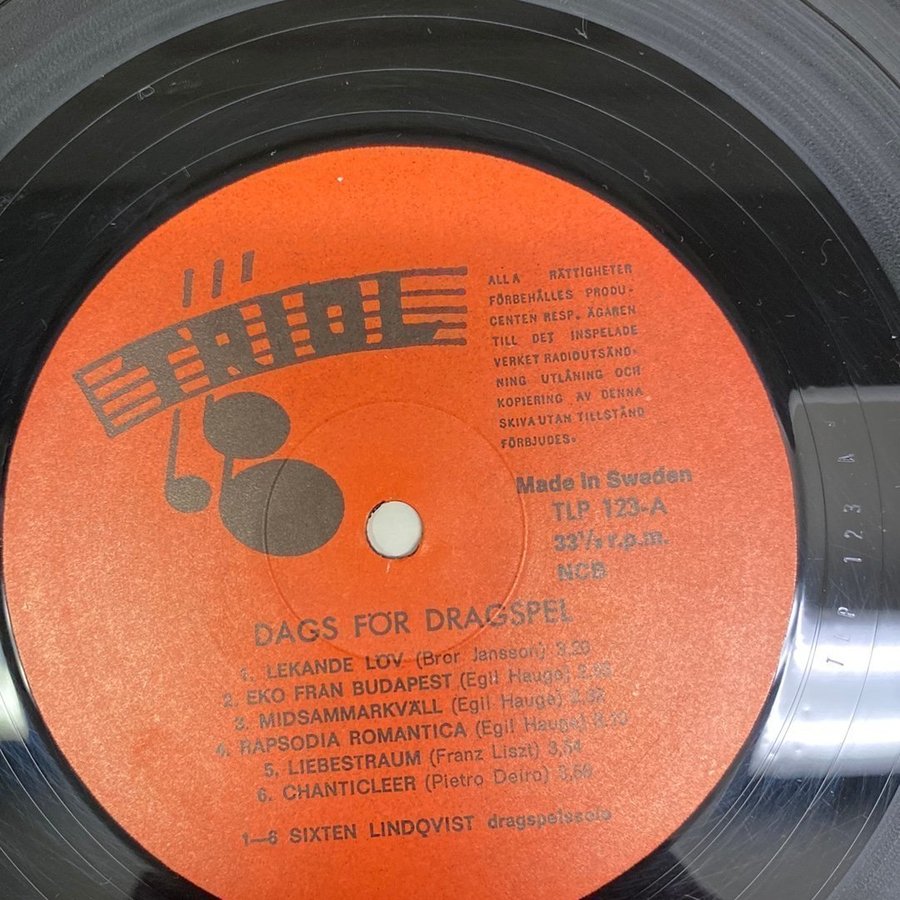 TRIOL
ALLA RÄTTIGHETER
FÖRBEHÅLLES PRODU-
CENTEN RESP. ÄGAREN
TILL DET INSPELADE
VERKET RADIOUTSÄND-
NING UTLÅNING OCH
KOPIERING AV DENNA
SKIVA UTAN TILLSTÅND
FÖRBJUDES.
Made in Sweden
TLP 123-A
33⅓ r.p.m.
NCB
DAGS FÖR DRAGSPEL
1. LEKANDE LÖV (Bror Jansson) 3,20
2. EKO FRAN BUDAPEST (Egil Hauge)
3. MIDSAMMARKVÄLL (Egil Hauge)
4. RAPSODIA ROMANTICA (Egil Hauge)
5, LIEBESTRAUM (Franz Liszt) 3,54
6. CHANTICLEER (Pietro Deiro)
1—6 SIXTEN LINDQVIST dragspelssolo
TLP 123 A